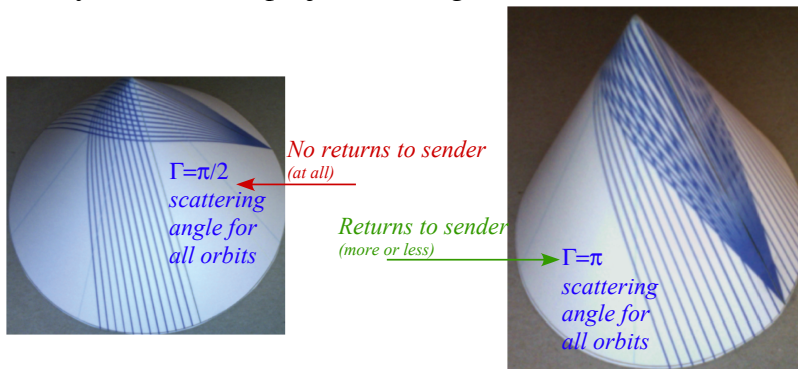 No returns to sender
(at all)
Γ=π/2
scattering
angle for
all orbits
Returns to sender
(more or less)
Γ=π
scattering
angle for
all orbits